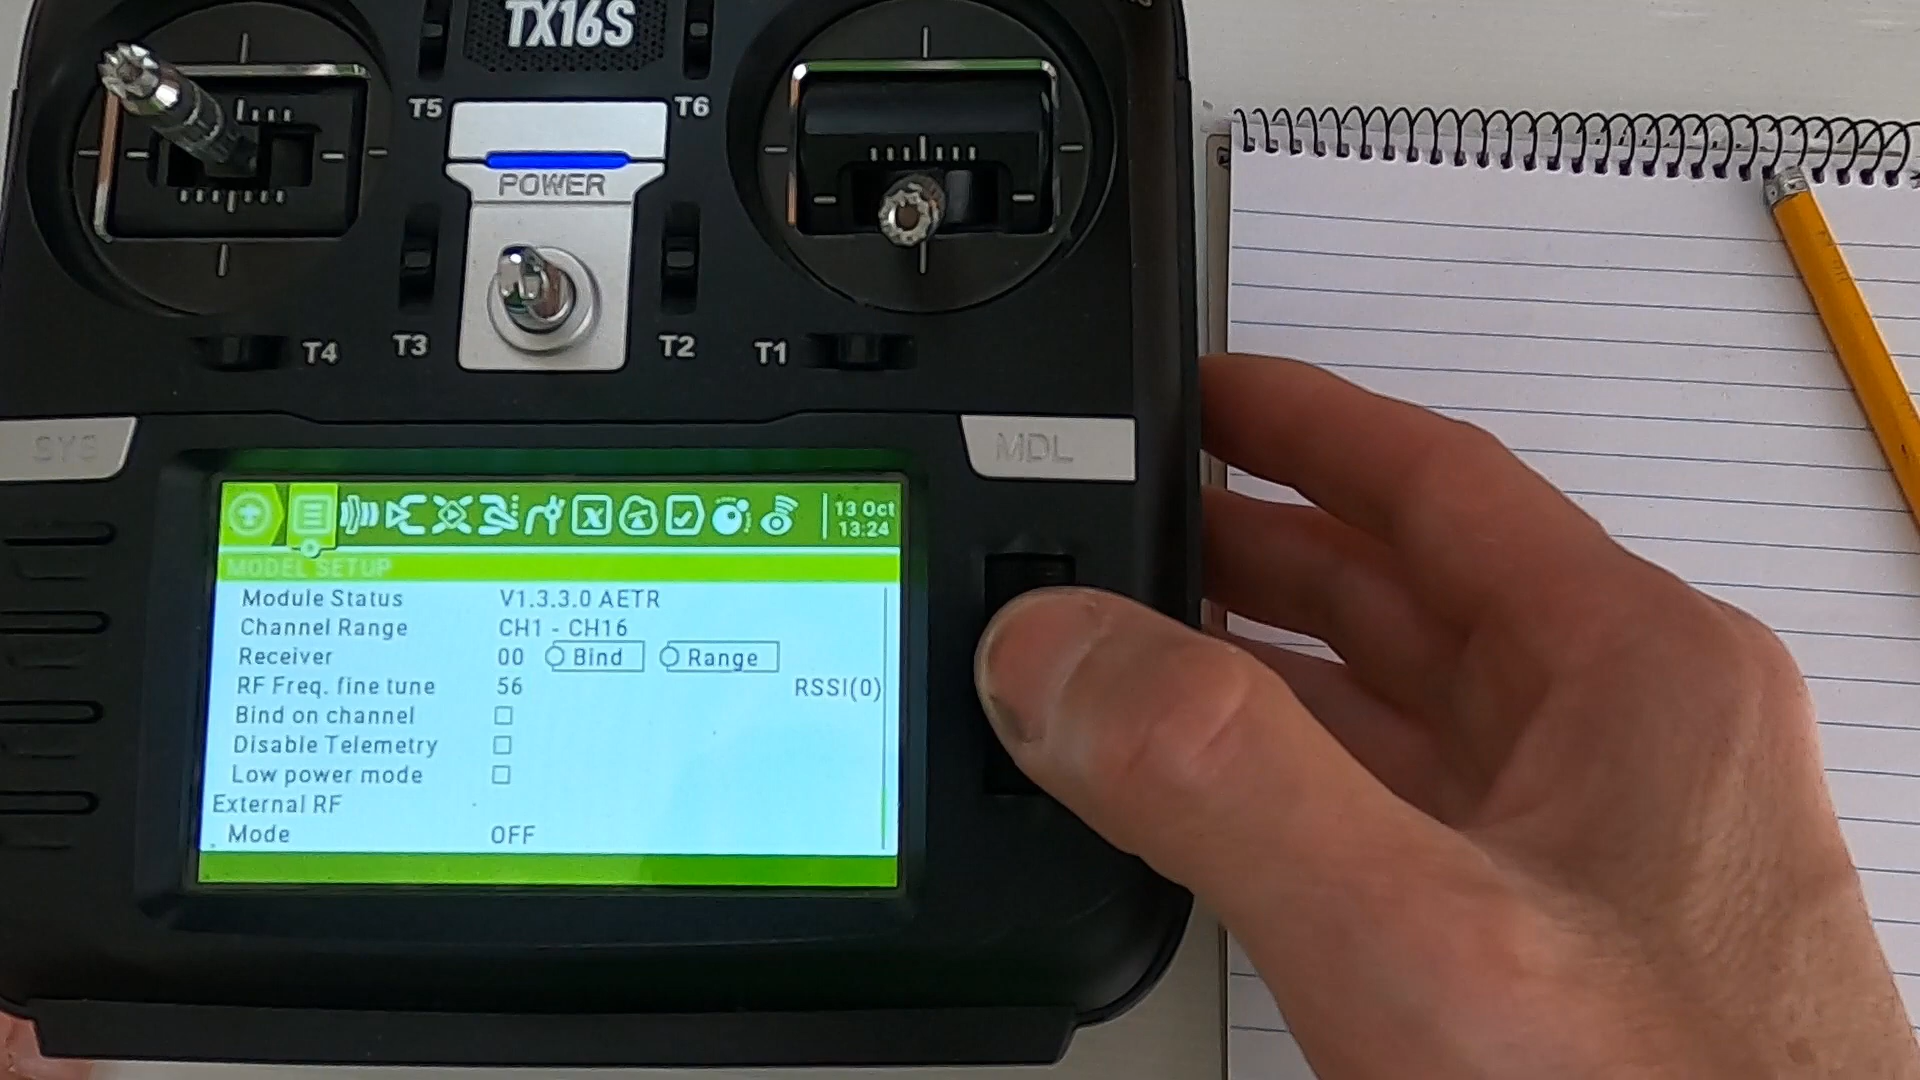 TX16S
T5
T6
POWER
T4
T3
T2
T1
SYS
MDL
13 Oct
13:24
MODEL SETUP
Module Status V1.3.3.0 AETR
Channel Range CH1 - CH16
Receiver 00 Bind Range
RF Freq. fine tune 56 RSSI(0)
Bind on channel
Disable Telemetry
Low power mode
External RF
Mode OFF